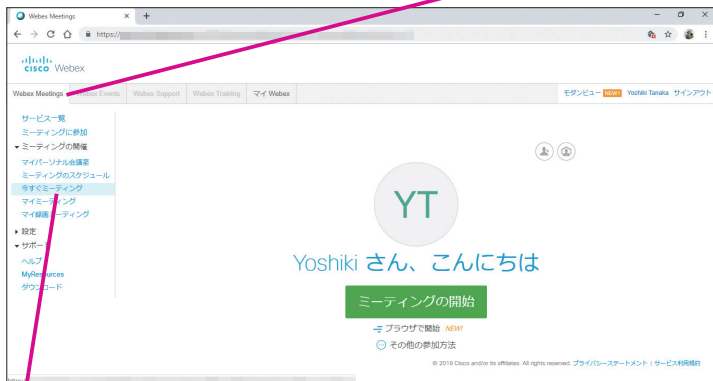 Webex Meetings
https://
CISCO Webex
Webex Meetings Webex Events Webex Support Webex Training マイ Webex モダンビュー NEW! Yoshiki Tanaka サインアウト
サービス一覧
ミーティングに参加
ミーティングの開催
マイパーソナル会議室
ミーティングのスケジュール
今すぐミーティング
マイミーティング
マイ録画ミーティング
設定
サポート
ヘルプ
MyResources
ダウンロード
YT
Yoshiki さん、こんにちは
ミーティングの開始
ブラウザで開始 NEW!
その他の参加方法
© 2019 Cisco and/or its affiliates. All rights reserved. プライバシーステートメント | サービス利用規約